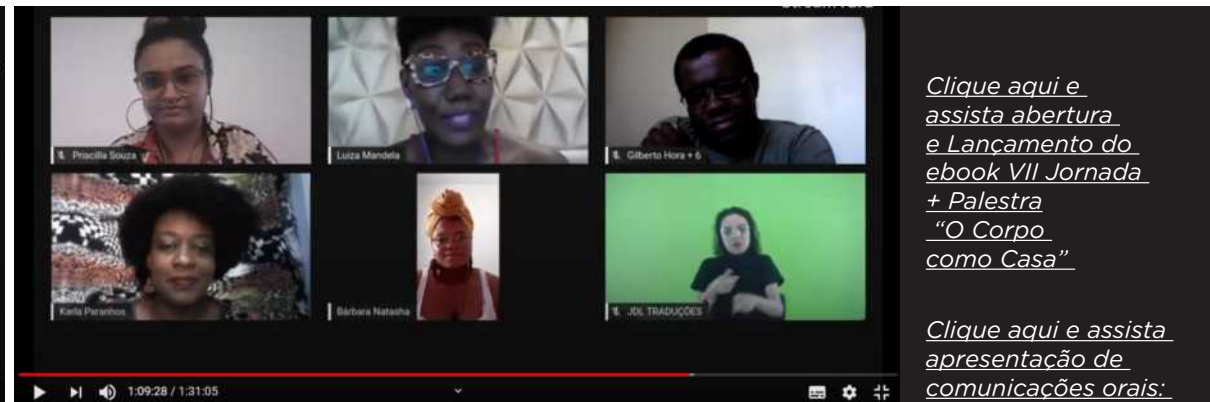 Priscilla Souza
Luiza Mandela
Gilberto Hora + 6
Karla Paranhos
Bárbara Natasha
JDL TRADUÇÕES
1:09:28 / 1:31:05
Clique aqui e
assista abertura
e Lançamento do
ebook VII Jornada
+ Palestra
“O Corpo
como Casa”
Clique aqui e assista
apresentação de
comunicações orais: